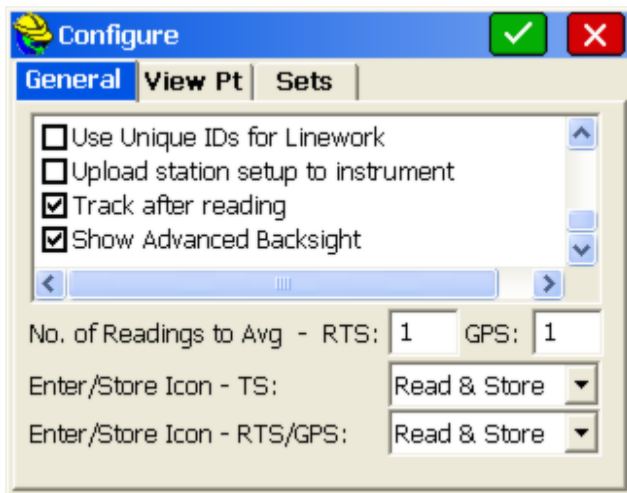 Configure
General View Pt Sets
Use Unique IDs for Linework
Upload station setup to instrument
Track after reading
Show Advanced Backsight
No. of Readings to Avg - RTS: 1 GPS: 1
Enter/Store Icon - TS: Read & Store
Enter/Store Icon - RTS/GPS: Read & Store